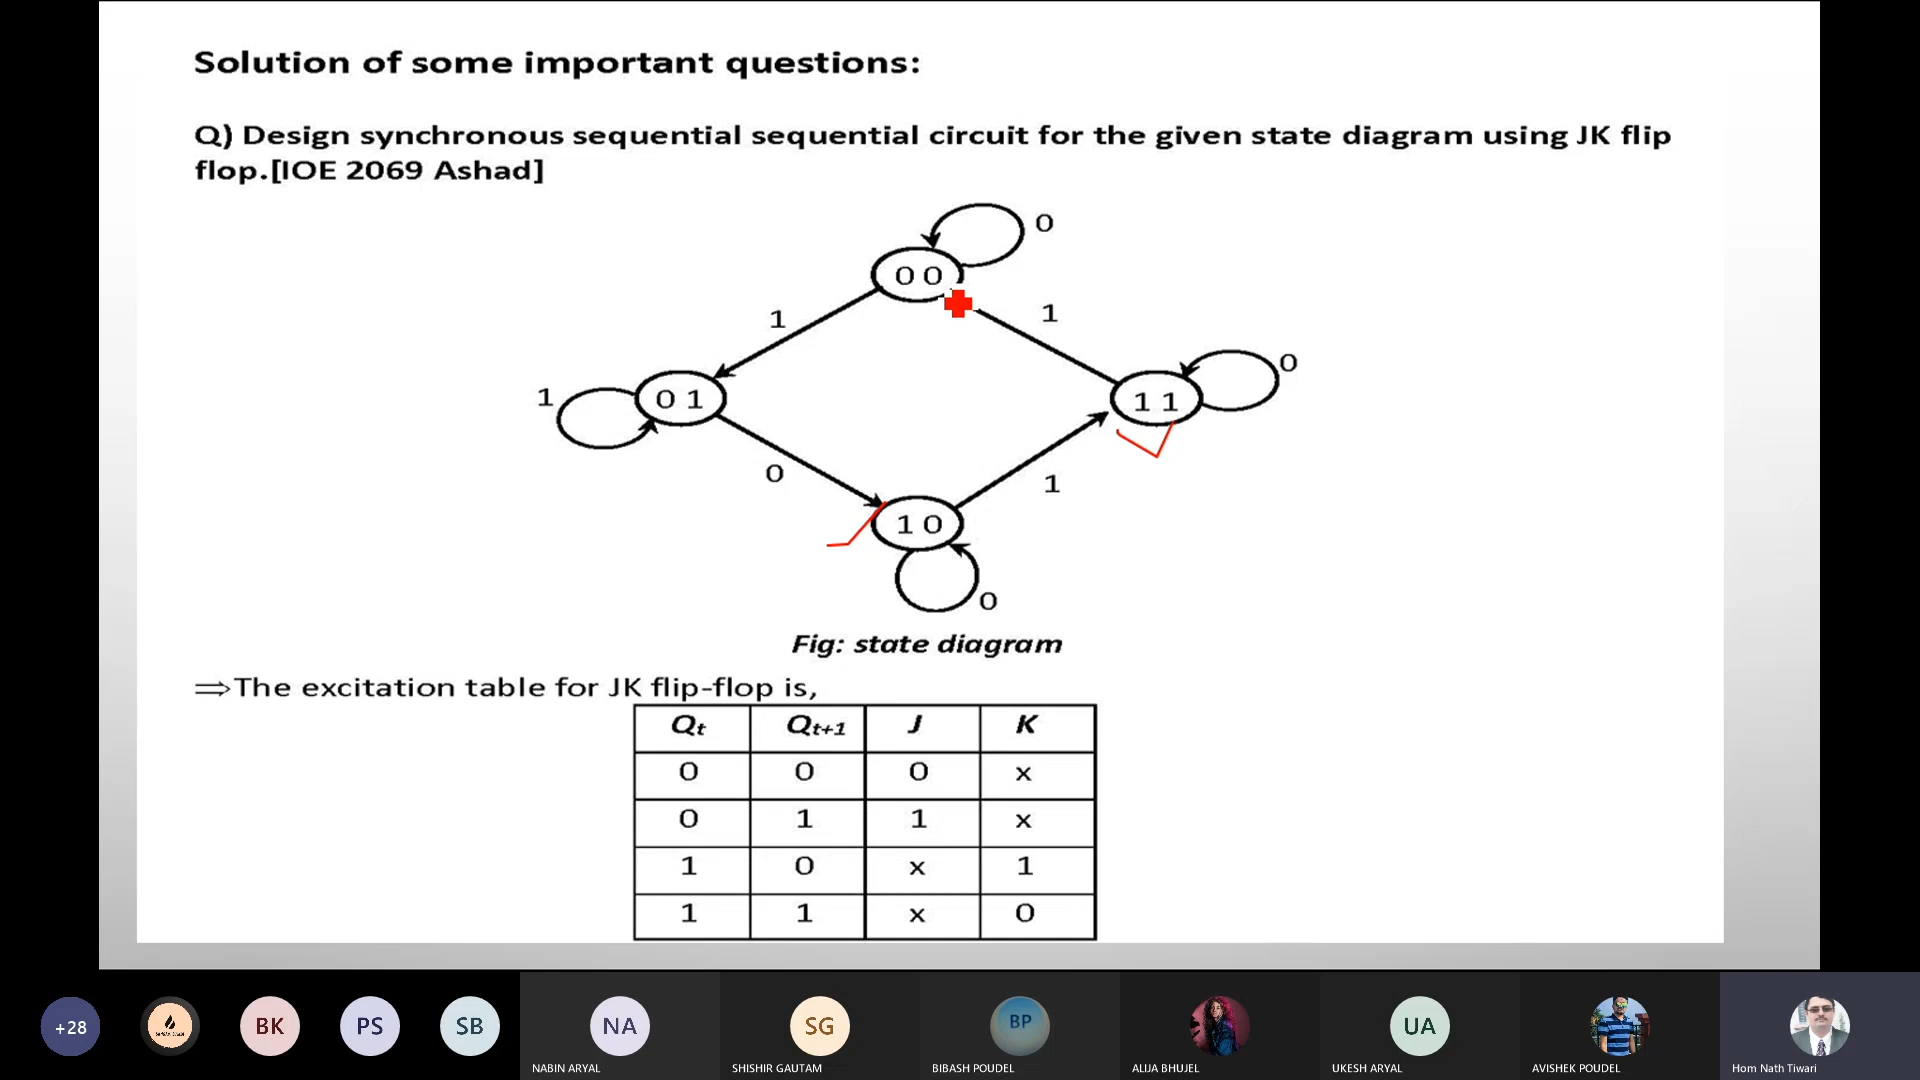 Solution of some important questions:
Q) Design synchronous sequential sequential circuit for the given state diagram using JK flip
flop.[IOE 2069 Ashad]
0
0 0
1
1
0
1
0 1
1 1
0
1
1 0
0
Fig: state diagram
⇒The excitation table for JK flip-flop is,
Qt Qt+1 J K
0 0 0 x
0 1 1 x
1 0 x 1
1 1 x 0
+28
BK
PS
SB
NA
SG
BP
UA
NABIN ARYAL
SHISHIR GAUTAM
BIBASH POUDEL
ALIJA BHUJEL
UKESH ARYAL
AVISHEK POUDEL
Hom Nath Tiwari